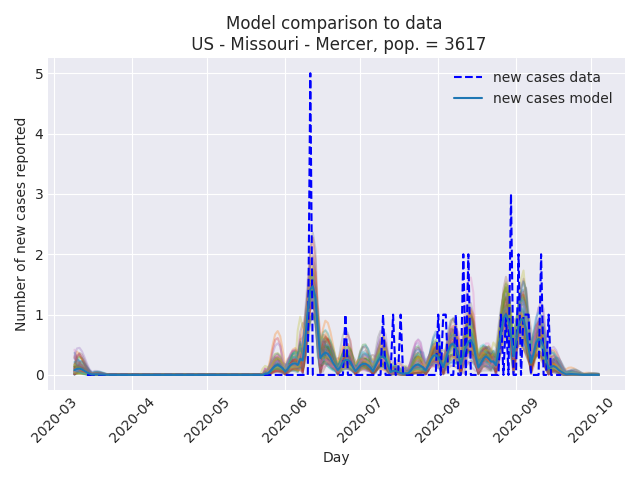 Model comparison to data
US - Missouri - Mercer, pop. = 3617
new cases data
new cases model
Number of new cases reported
5
4
3
2
1
0
2020-03
2020-04
2020-05
2020-06
2020-07
2020-08
2020-09
2020-10
Day